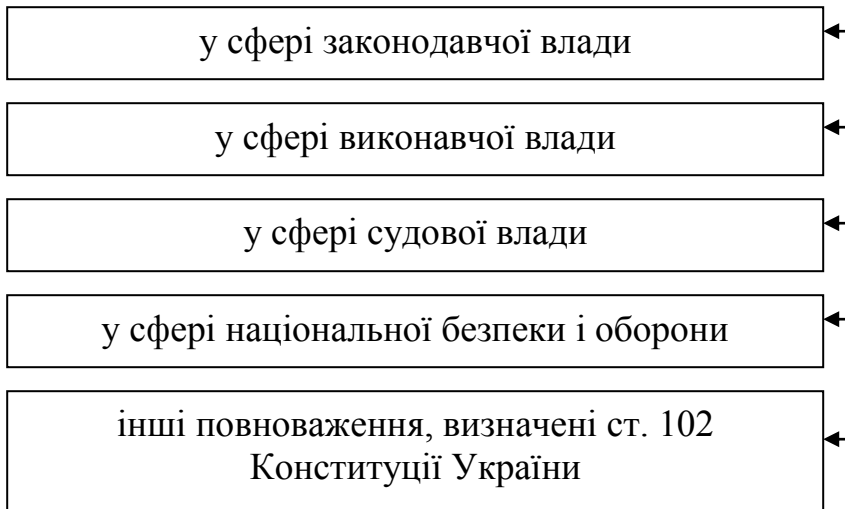 у сфері законодавчої влади
у сфері виконавчої влади
у сфері судової влади
у сфері національної безпеки і оборони
інші повноваження, визначені ст. 102
Конституції України